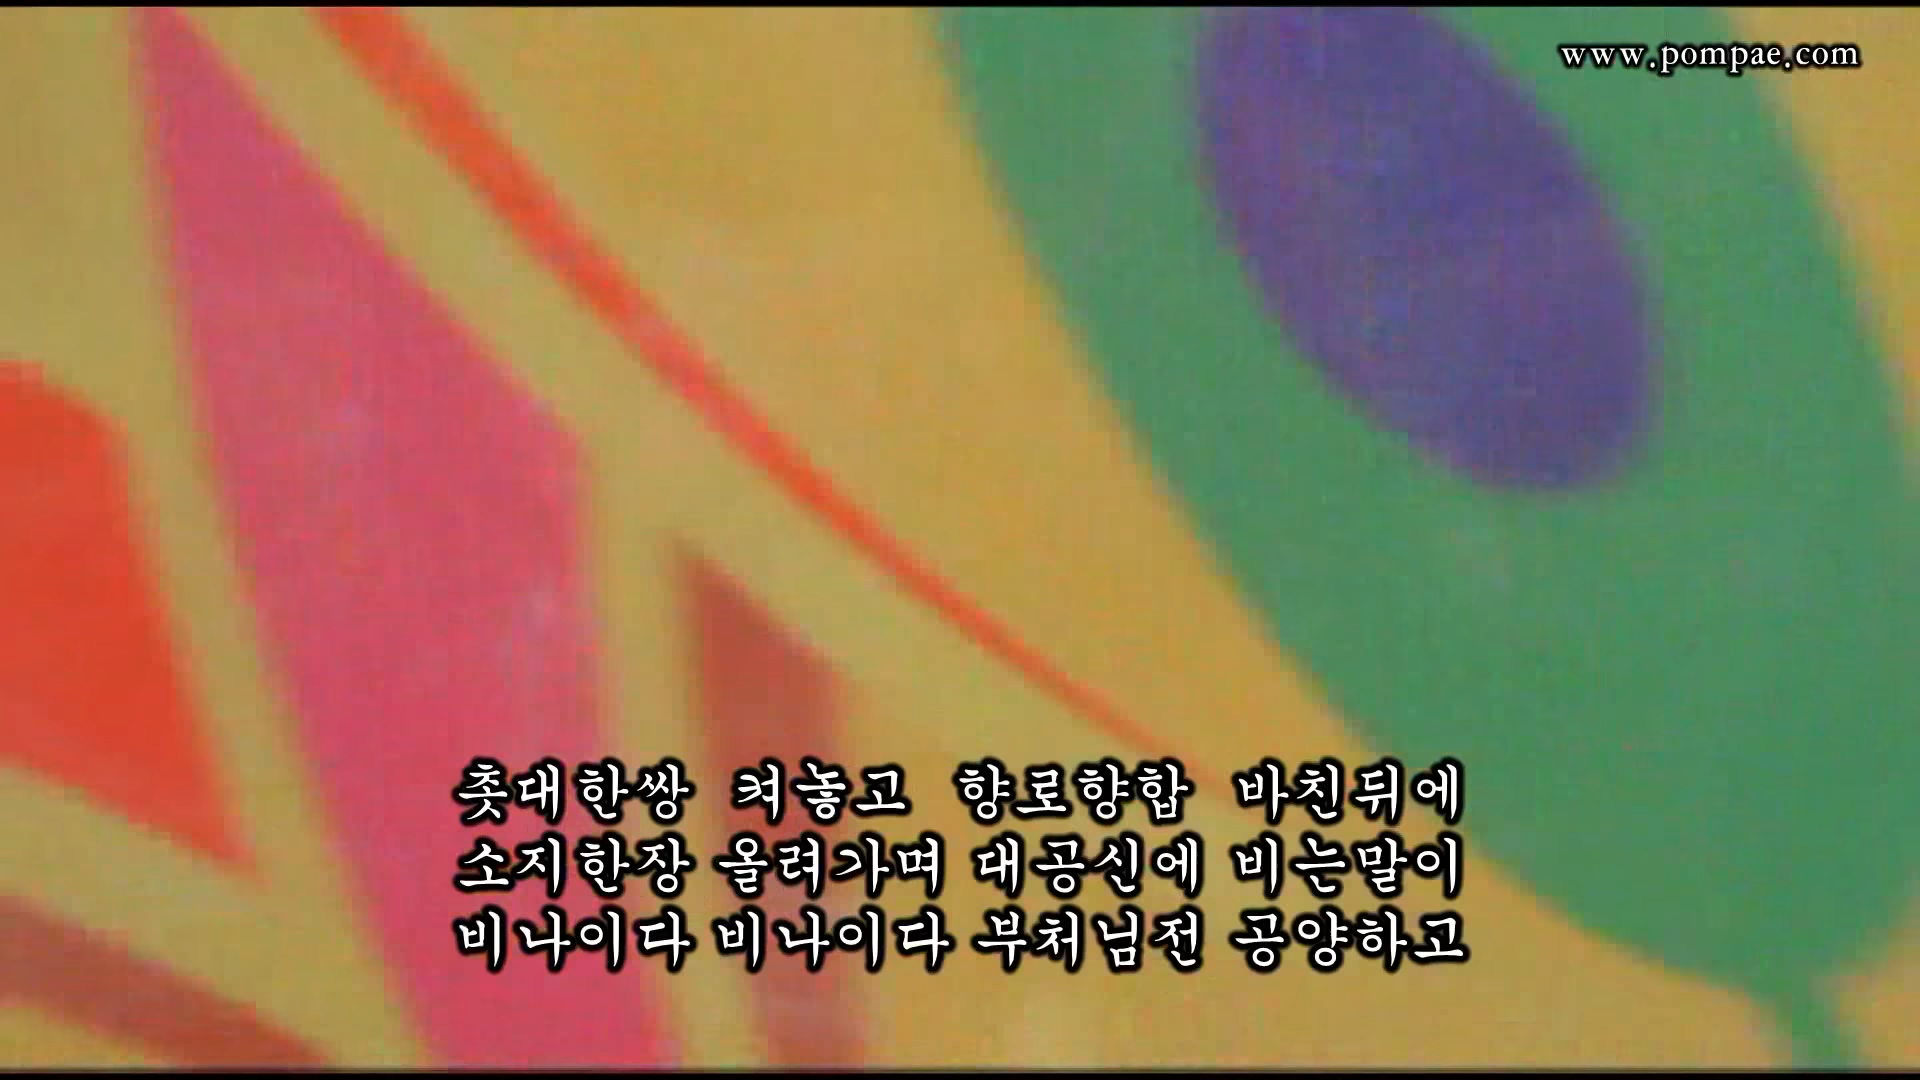 www.pompae.com
촛대한쌍 켜놓고 향로향합 바친뒤에
소지한장 올려가며 대공신에 비는말이
비나이다 비나이다 부처님전 공양하고